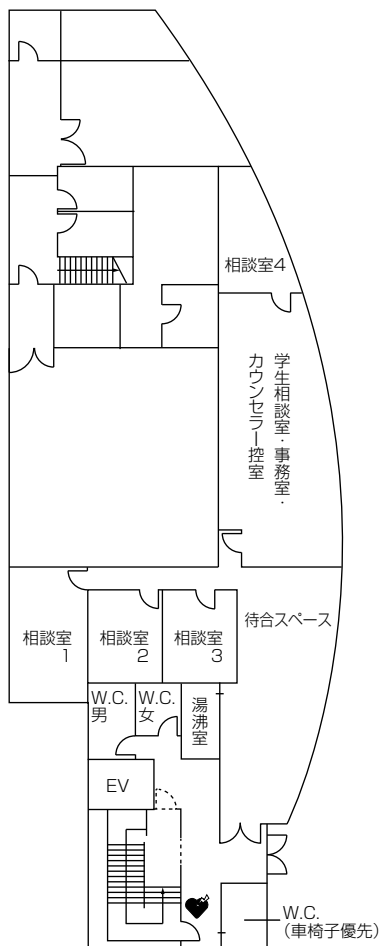 相談室4
学生相談室・事務室・
カウンセラー控室
相談室
1
相談室
2
相談室
3
待合スペース
W.C.
男
W.C.
女
湯沸室
EV
W.C.
(車椅子優先)